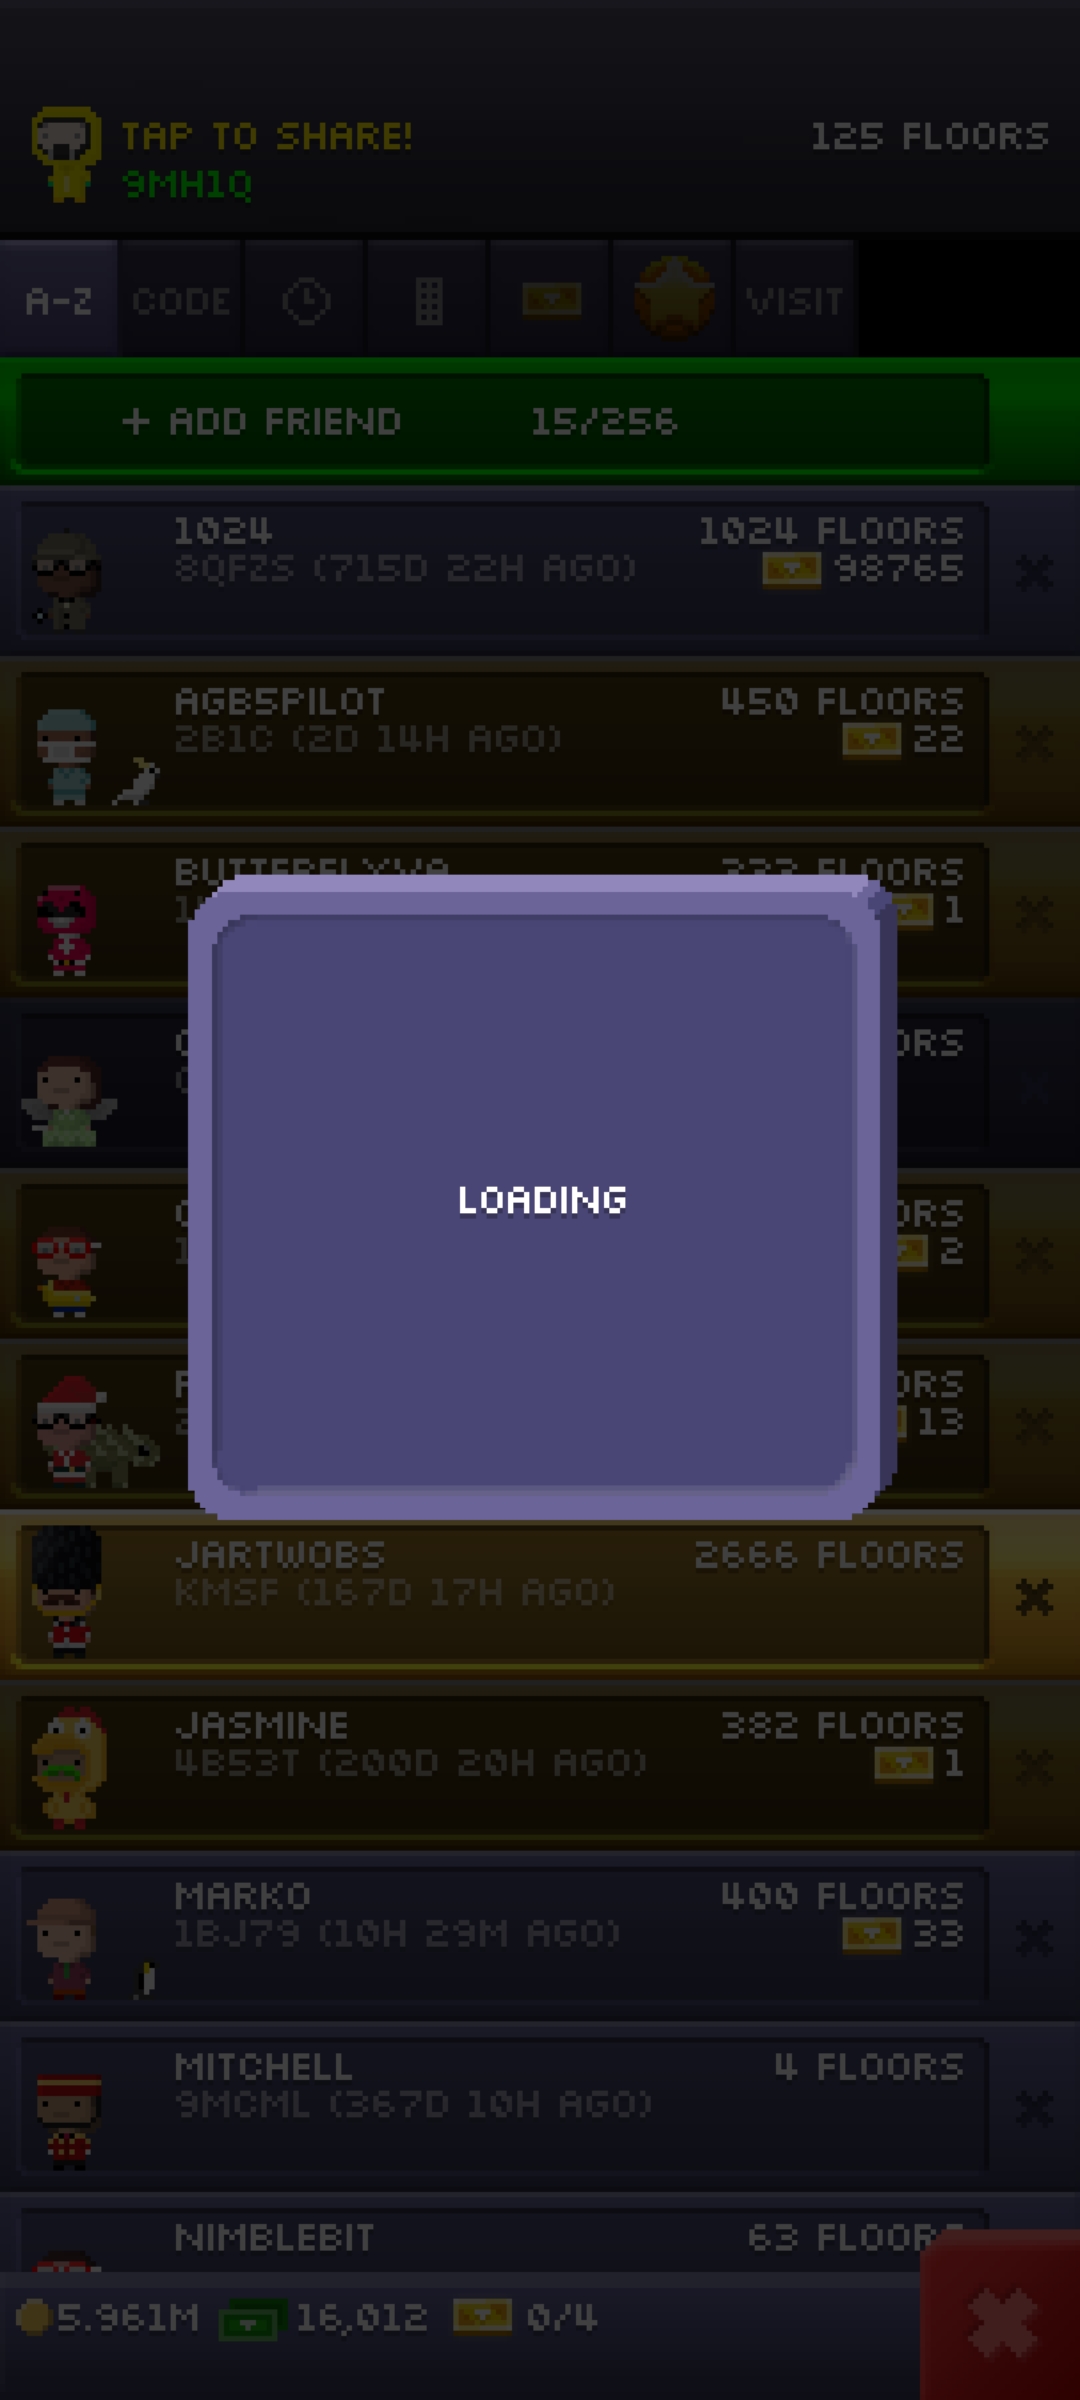 TAP TO SHARE! 125 FLOORS
9MH1Q
A-Z CODE VISIT
+ ADD FRIEND 15/256
1024 1024 FLOORS
8QFZS (715D 22H AGO) 98765
AGB5PILOT 450 FLOORS
2B1C (2D 14H AGO) 22
FLOORS
1
2
13
LOADING
JARTWOBS 2666 FLOORS
KMSF (167D 17H AGO)
JASMINE 382 FLOORS
4B53T (200D 20H AGO) 1
MARKO 400 FLOORS
1BJ79 (10H 29M AGO) 33
MITCHELL 4 FLOORS
9MCML (367D 10H AGO)
NIMBLEBIT 63 FLOORS
5.961M 16,012 0/4